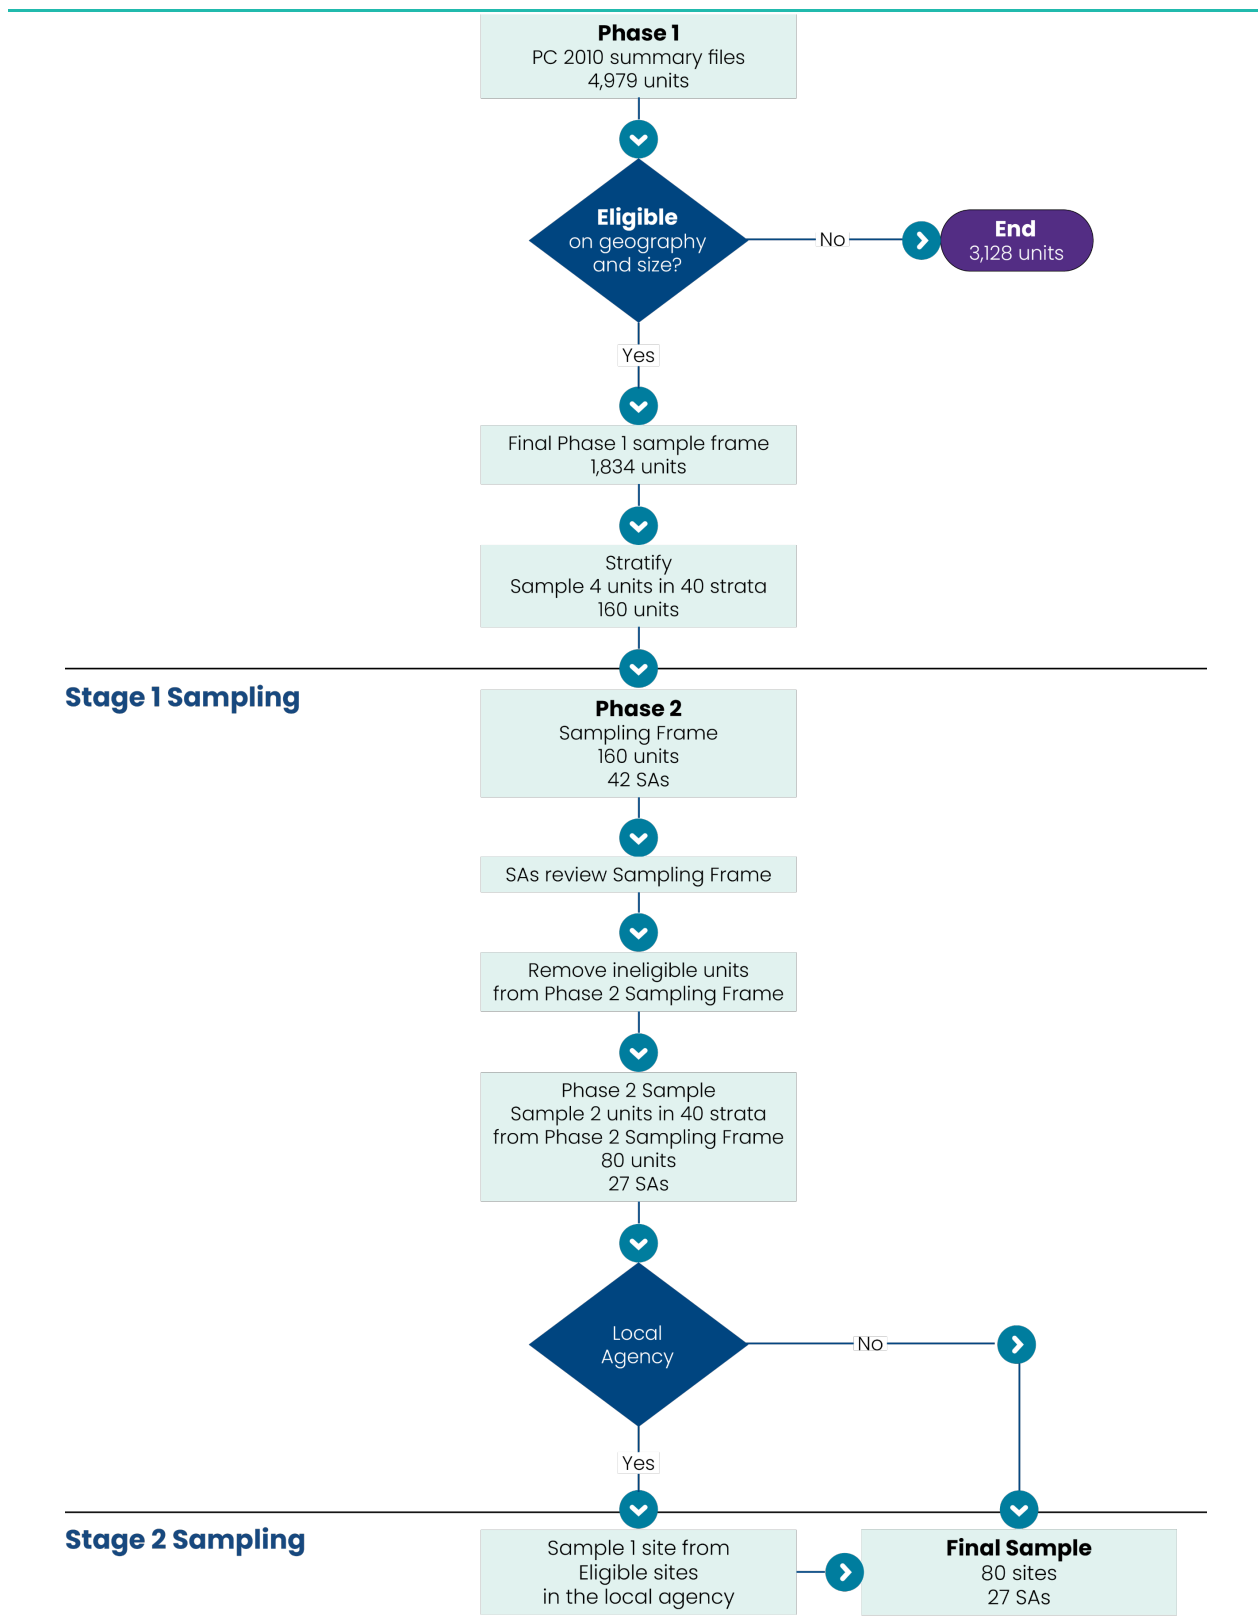 Phase 1
PC 2010 summary files
4,979 units
Eligible
on geography
and size?
No
End
3,128 units
Yes
Final Phase 1 sample frame
1,834 units
Stratify
Sample 4 units in 40 strata
160 units
Stage 1 Sampling
Phase 2
Sampling Frame
160 units
42 SAs
SAs review Sampling Frame
Remove ineligible units
from Phase 2 Sampling Frame
Phase 2 Sample
Sample 2 units in 40 strata
from Phase 2 Sampling Frame
80 units
27 SAs
Local
Agency
No
Yes
Stage 2 Sampling
Sample 1 site from
Eligible sites
in the local agency
Final Sample
80 sites
27 SAs